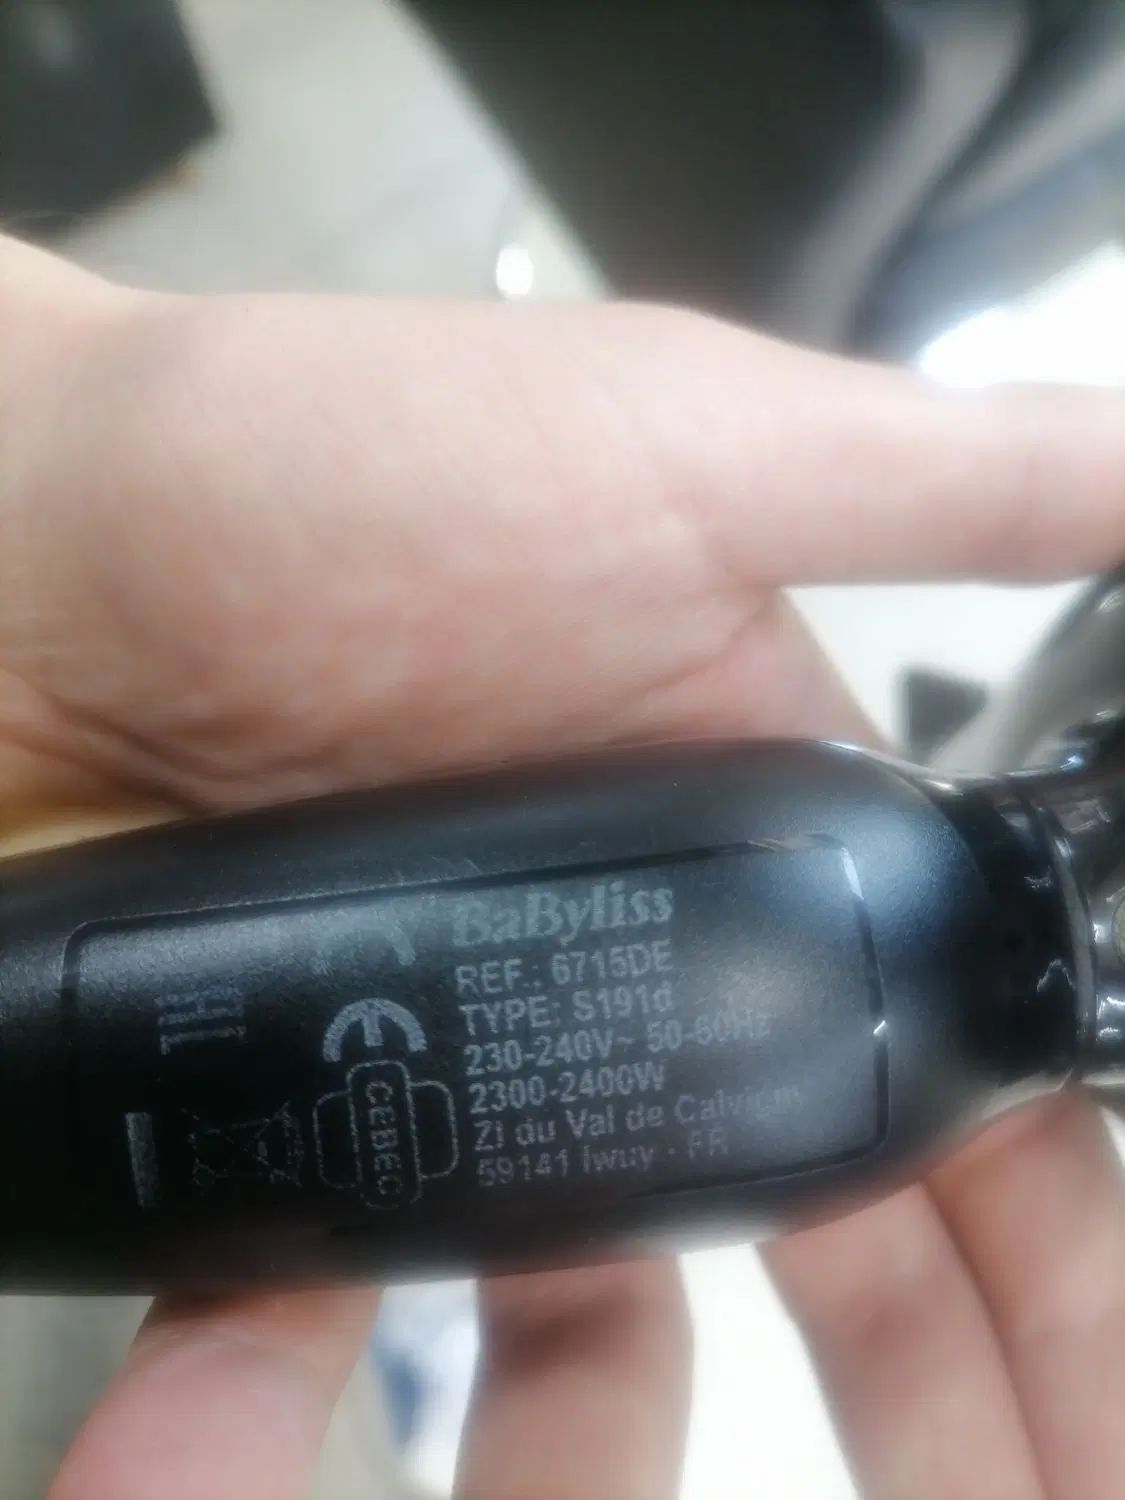 BaByliss
REF.: 6715DE
TYPE: S191d
230-240V~ 50-60Hz
2300-2400W
ZI du Val de Calvigny
59141 Iwuy - FR
CE
CEBEC